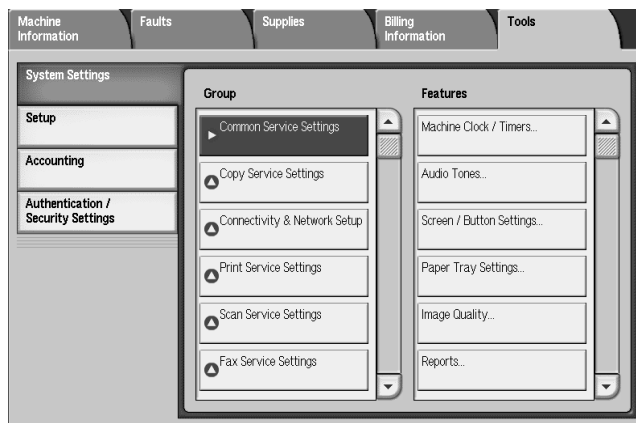 Machine
Information
Faults
Supplies
Billing
Information
Tools
System Settings
Setup
Accounting
Authentication /
Security Settings
Group
Common Service Settings
Copy Service Settings
Connectivity & Network Setup
Print Service Settings
Scan Service Settings
Fax Service Settings
Features
Machine Clock / Timers...
Audio Tones...
Screen / Button Settings...
Paper Tray Settings...
Image Quality...
Reports...